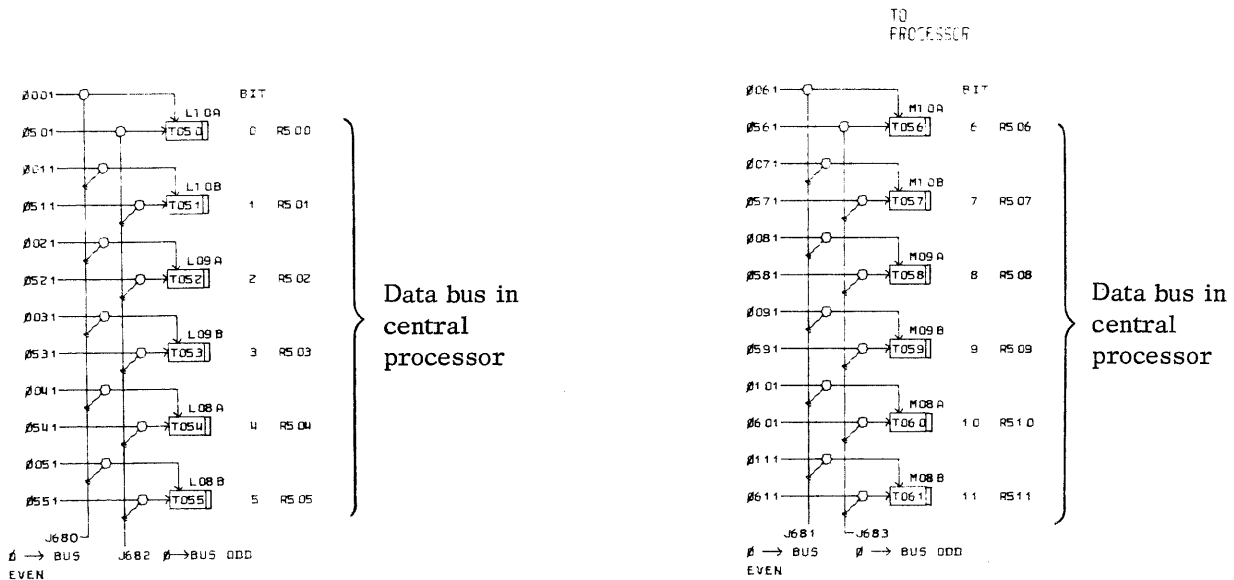 TO
PROCESSOR
Ø001
BIT
L10A
Ø501
T050
0 R500
Ø011
L10B
Ø511
T051
1 R501
Ø021
L09A
Ø521
T052
2 R502
Ø031
L09B
Ø531
T053
3 R503
Ø041
L08A
Ø541
T054
4 R504
Ø051
L08B
Ø551
T055
5 R505
Data bus in
central
processor
J680
J682
Ø → BUS
EVEN
Ø→BUS ODD
Ø061
BIT
M10A
Ø561
T056
6 R506
Ø071
M10B
Ø571
T057
7 R507
Ø081
M09A
Ø581
T058
8 R508
Ø091
M09B
Ø591
T059
9 R509
Ø101
M08A
Ø601
T060
10 R510
Ø111
M08B
Ø611
T061
11 R511
Data bus in
central
processor
J681
J683
Ø → BUS
EVEN
Ø → BUS ODD